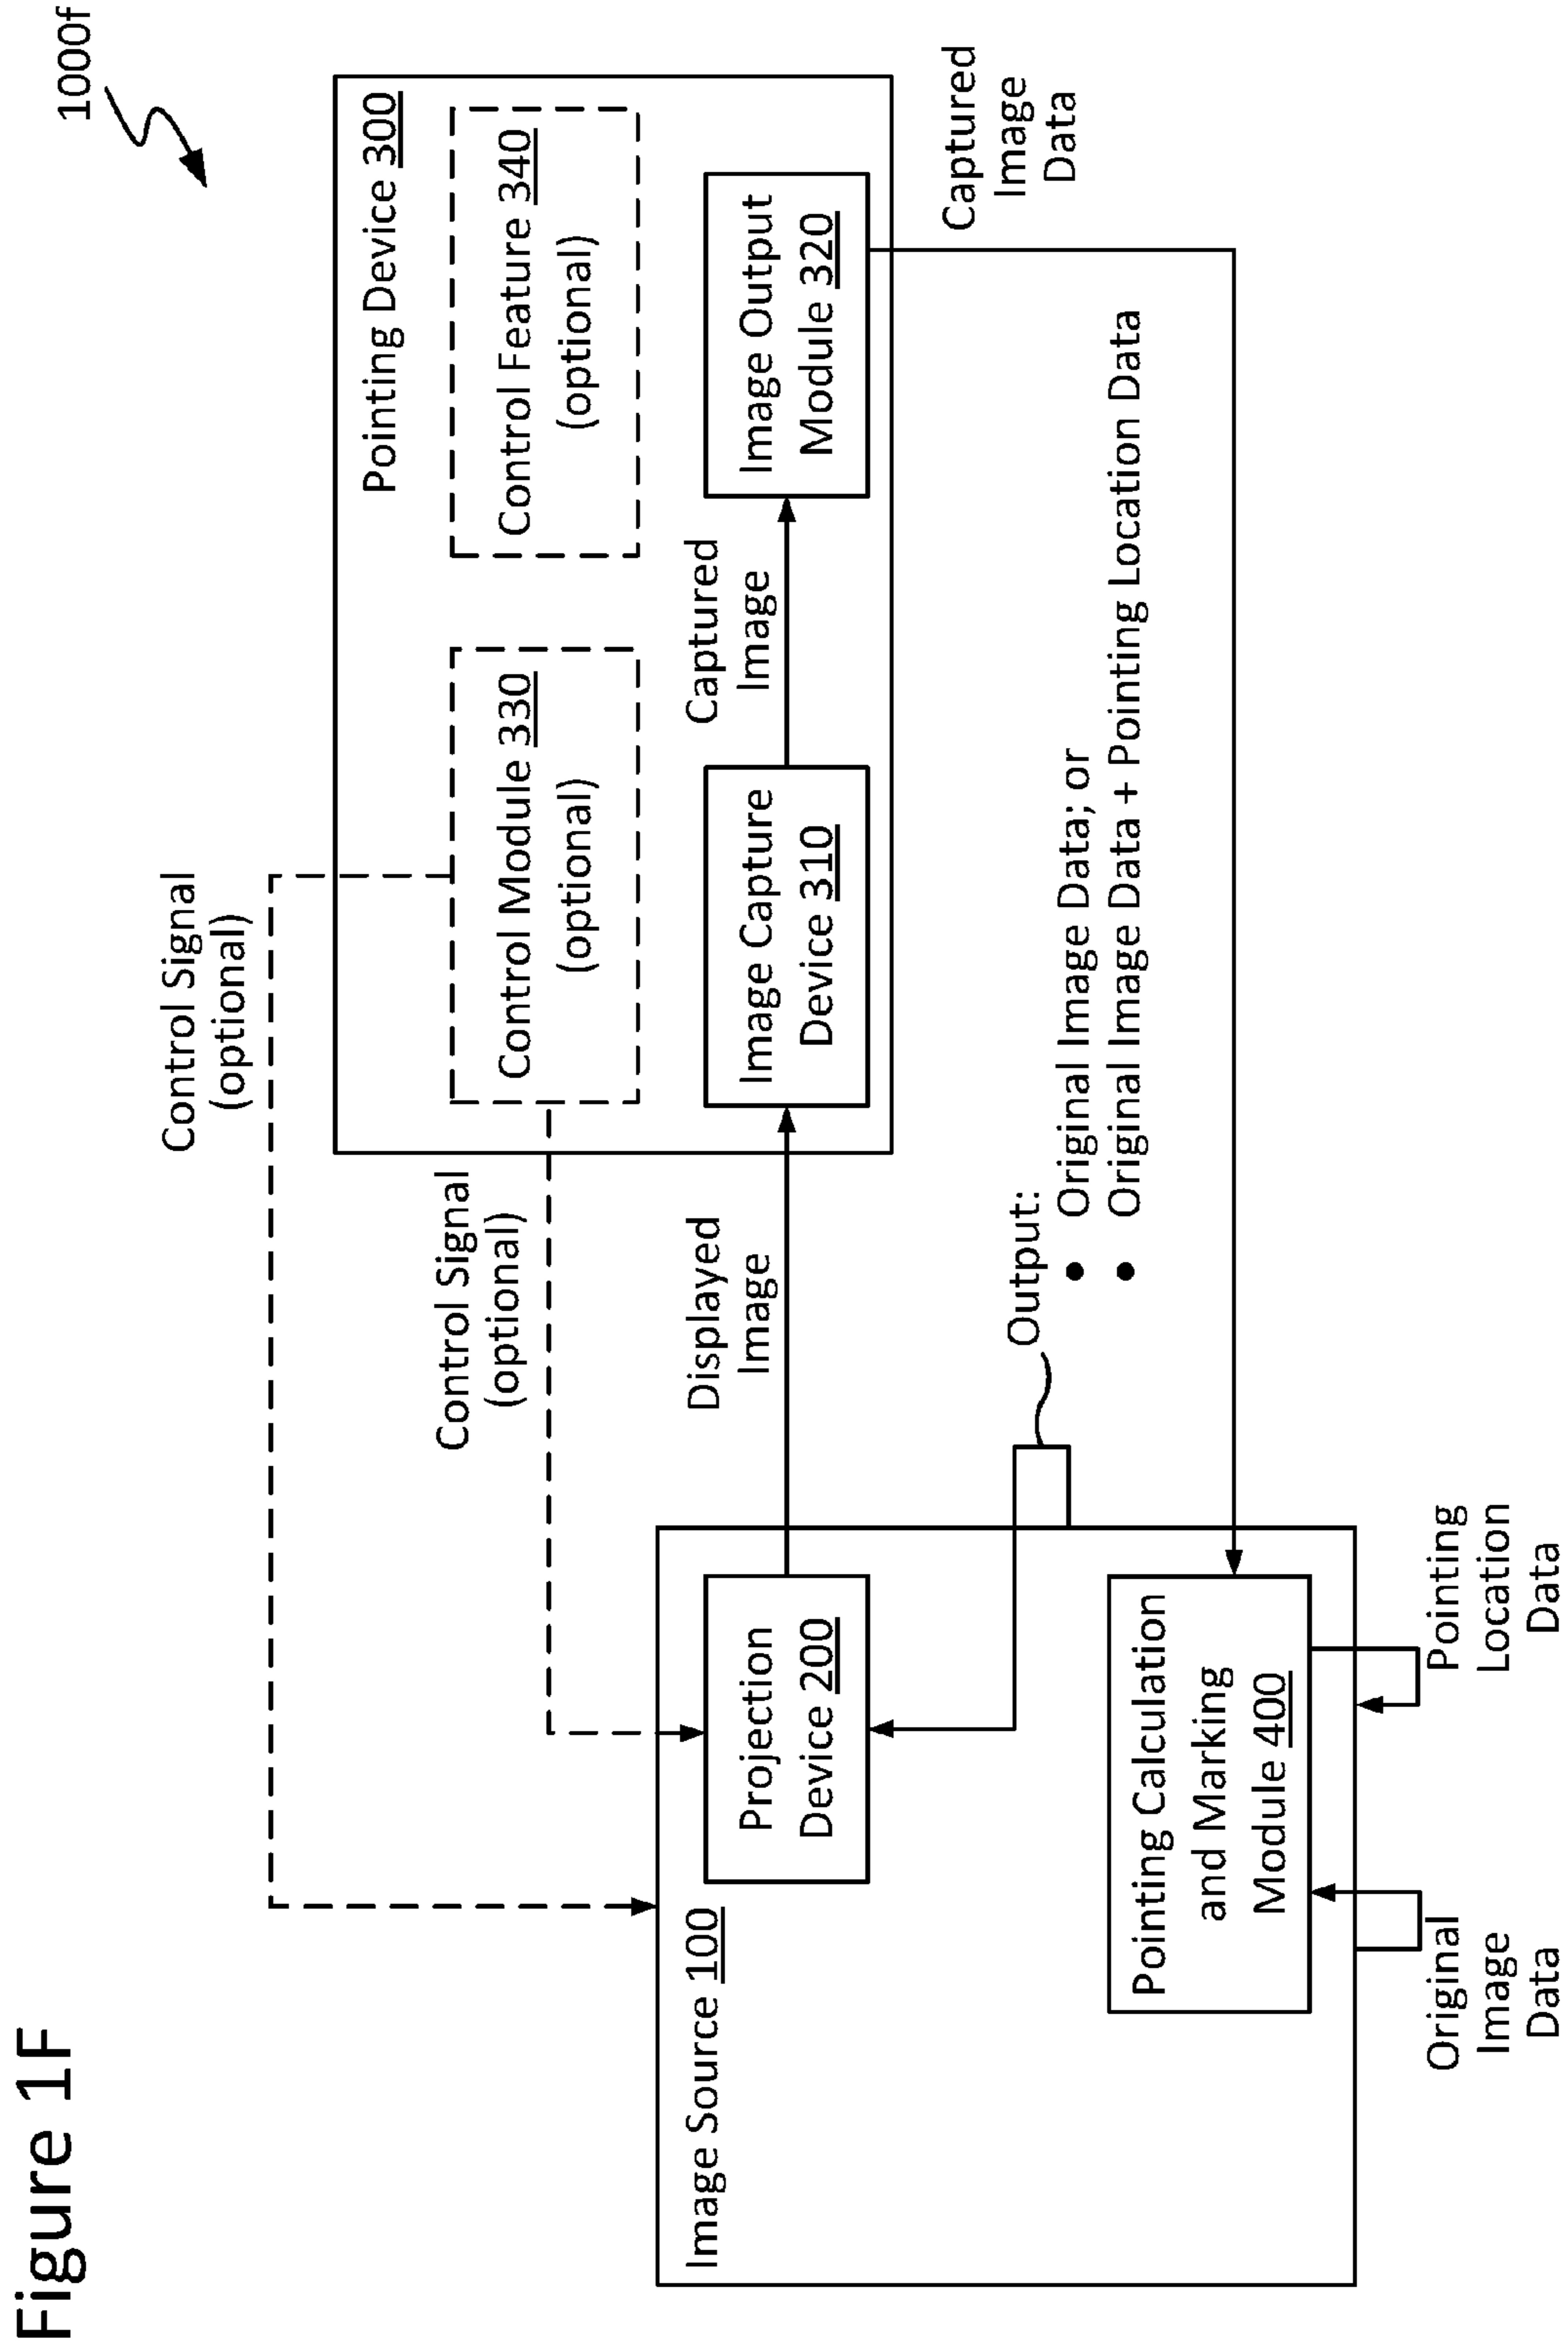 Figure 1F
1000f
Control Signal
(optional)
Pointing Device 300
Control Signal
(optional)
Control Module 330
(optional)
Control Feature 340
(optional)
Image Source 100
Displayed
Image
Captured
Image
Projection
Device 200
Image Capture
Device 310
Image Output
Module 320
Captured
Image
Data
Output:
• Original Image Data; or
• Original Image Data + Pointing Location Data
Pointing Calculation
and Marking
Module 400
Original
Image
Data
Pointing
Location
Data